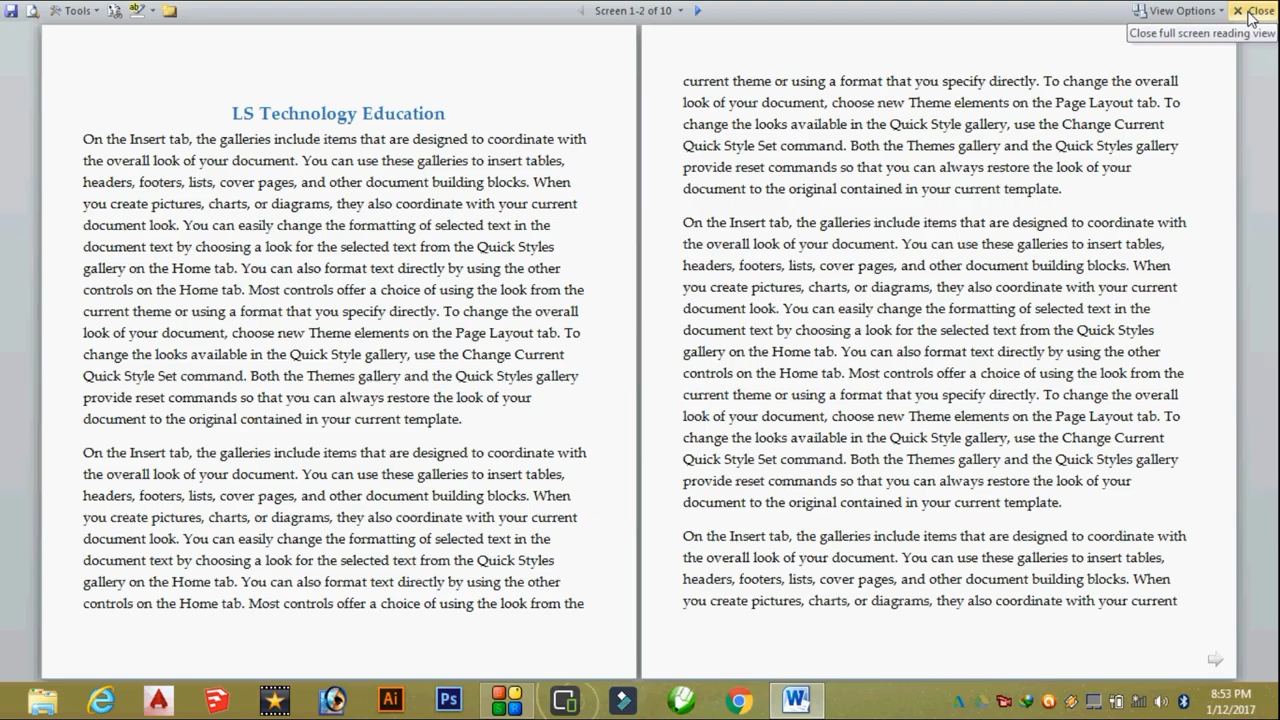 Tools
Screen 1-2 of 10
View Options
Close
Close full screen reading view
LS Technology Education
On the Insert tab, the galleries include items that are designed to coordinate with
the overall look of your document. You can use these galleries to insert tables,
headers, footers, lists, cover pages, and other document building blocks. When
you create pictures, charts, or diagrams, they also coordinate with your current
document look. You can easily change the formatting of selected text in the
document text by choosing a look for the selected text from the Quick Styles
gallery on the Home tab. You can also format text directly by using the other
controls on the Home tab. Most controls offer a choice of using the look from the
current theme or using a format that you specify directly. To change the overall
look of your document, choose new Theme elements on the Page Layout tab. To
change the looks available in the Quick Style gallery, use the Change Current
Quick Style Set command. Both the Themes gallery and the Quick Styles gallery
provide reset commands so that you can always restore the look of your
document to the original contained in your current template.
On the Insert tab, the galleries include items that are designed to coordinate with
the overall look of your document. You can use these galleries to insert tables,
headers, footers, lists, cover pages, and other document building blocks. When
you create pictures, charts, or diagrams, they also coordinate with your current
document look. You can easily change the formatting of selected text in the
document text by choosing a look for the selected text from the Quick Styles
gallery on the Home tab. You can also format text directly by using the other
controls on the Home tab. Most controls offer a choice of using the look from the
current theme or using a format that you specify directly. To change the overall
look of your document, choose new Theme elements on the Page Layout tab. To
change the looks available in the Quick Style gallery, use the Change Current
Quick Style Set command. Both the Themes gallery and the Quick Styles gallery
provide reset commands so that you can always restore the look of your
document to the original contained in your current template.
On the Insert tab, the galleries include items that are designed to coordinate with
the overall look of your document. You can use these galleries to insert tables,
headers, footers, lists, cover pages, and other document building blocks. When
you create pictures, charts, or diagrams, they also coordinate with your current
document look. You can easily change the formatting of selected text in the
document text by choosing a look for the selected text from the Quick Styles
gallery on the Home tab. You can also format text directly by using the other
controls on the Home tab. Most controls offer a choice of using the look from the
current theme or using a format that you specify directly. To change the overall
look of your document, choose new Theme elements on the Page Layout tab. To
change the looks available in the Quick Style gallery, use the Change Current
Quick Style Set command. Both the Themes gallery and the Quick Styles gallery
provide reset commands so that you can always restore the look of your
document to the original contained in your current template.
On the Insert tab, the galleries include items that are designed to coordinate with
the overall look of your document. You can use these galleries to insert tables,
headers, footers, lists, cover pages, and other document building blocks. When
you create pictures, charts, or diagrams, they also coordinate with your current
Ai
Ps
W
8:53 PM
1/12/2017